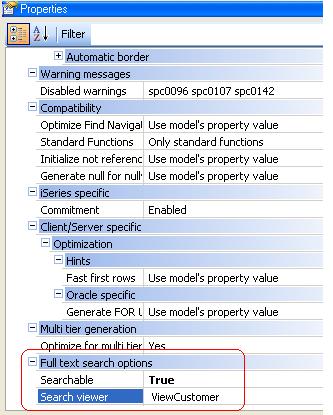 Properties
Filter
Automatic border
Warning messages
Disabled warnings spc0096 spc0107 spc0142
Compatibility
Optimize Find Navigat Use model's property value
Standard Functions Only standard functions
Initialize not referenc Use model's property value
Generate null for null Use model's property value
iSeries specific
Commitment Enabled
Client/Server specific
Optimization
Hints
Fast first rows Use model's property value
Oracle specific
Generate FOR U Use model's property value
Multi tier generation
Optimize for multi tier Yes
Full text search options
Searchable True
Search viewer ViewCustomer